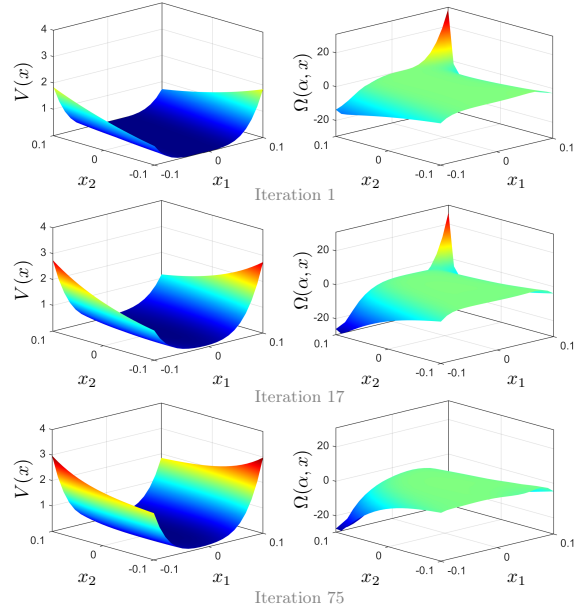 4
3
2
1
V(x)
0.1
0
-0.1
x₂
-0.1
0
0.1
x₁
20
0
-20
Ω(α, x)
0.1
0
-0.1
x₂
-0.1
0
0.1
x₁
Iteration 1
4
3
2
1
V(x)
0.1
0
-0.1
x₂
-0.1
0
0.1
x₁
20
0
-20
Ω(α, x)
0.1
0
-0.1
x₂
-0.1
0
0.1
x₁
Iteration 17
4
3
2
1
V(x)
0.1
0
-0.1
x₂
-0.1
0
0.1
x₁
20
0
-20
Ω(α, x)
0.1
0
-0.1
x₂
-0.1
0
0.1
x₁
Iteration 75